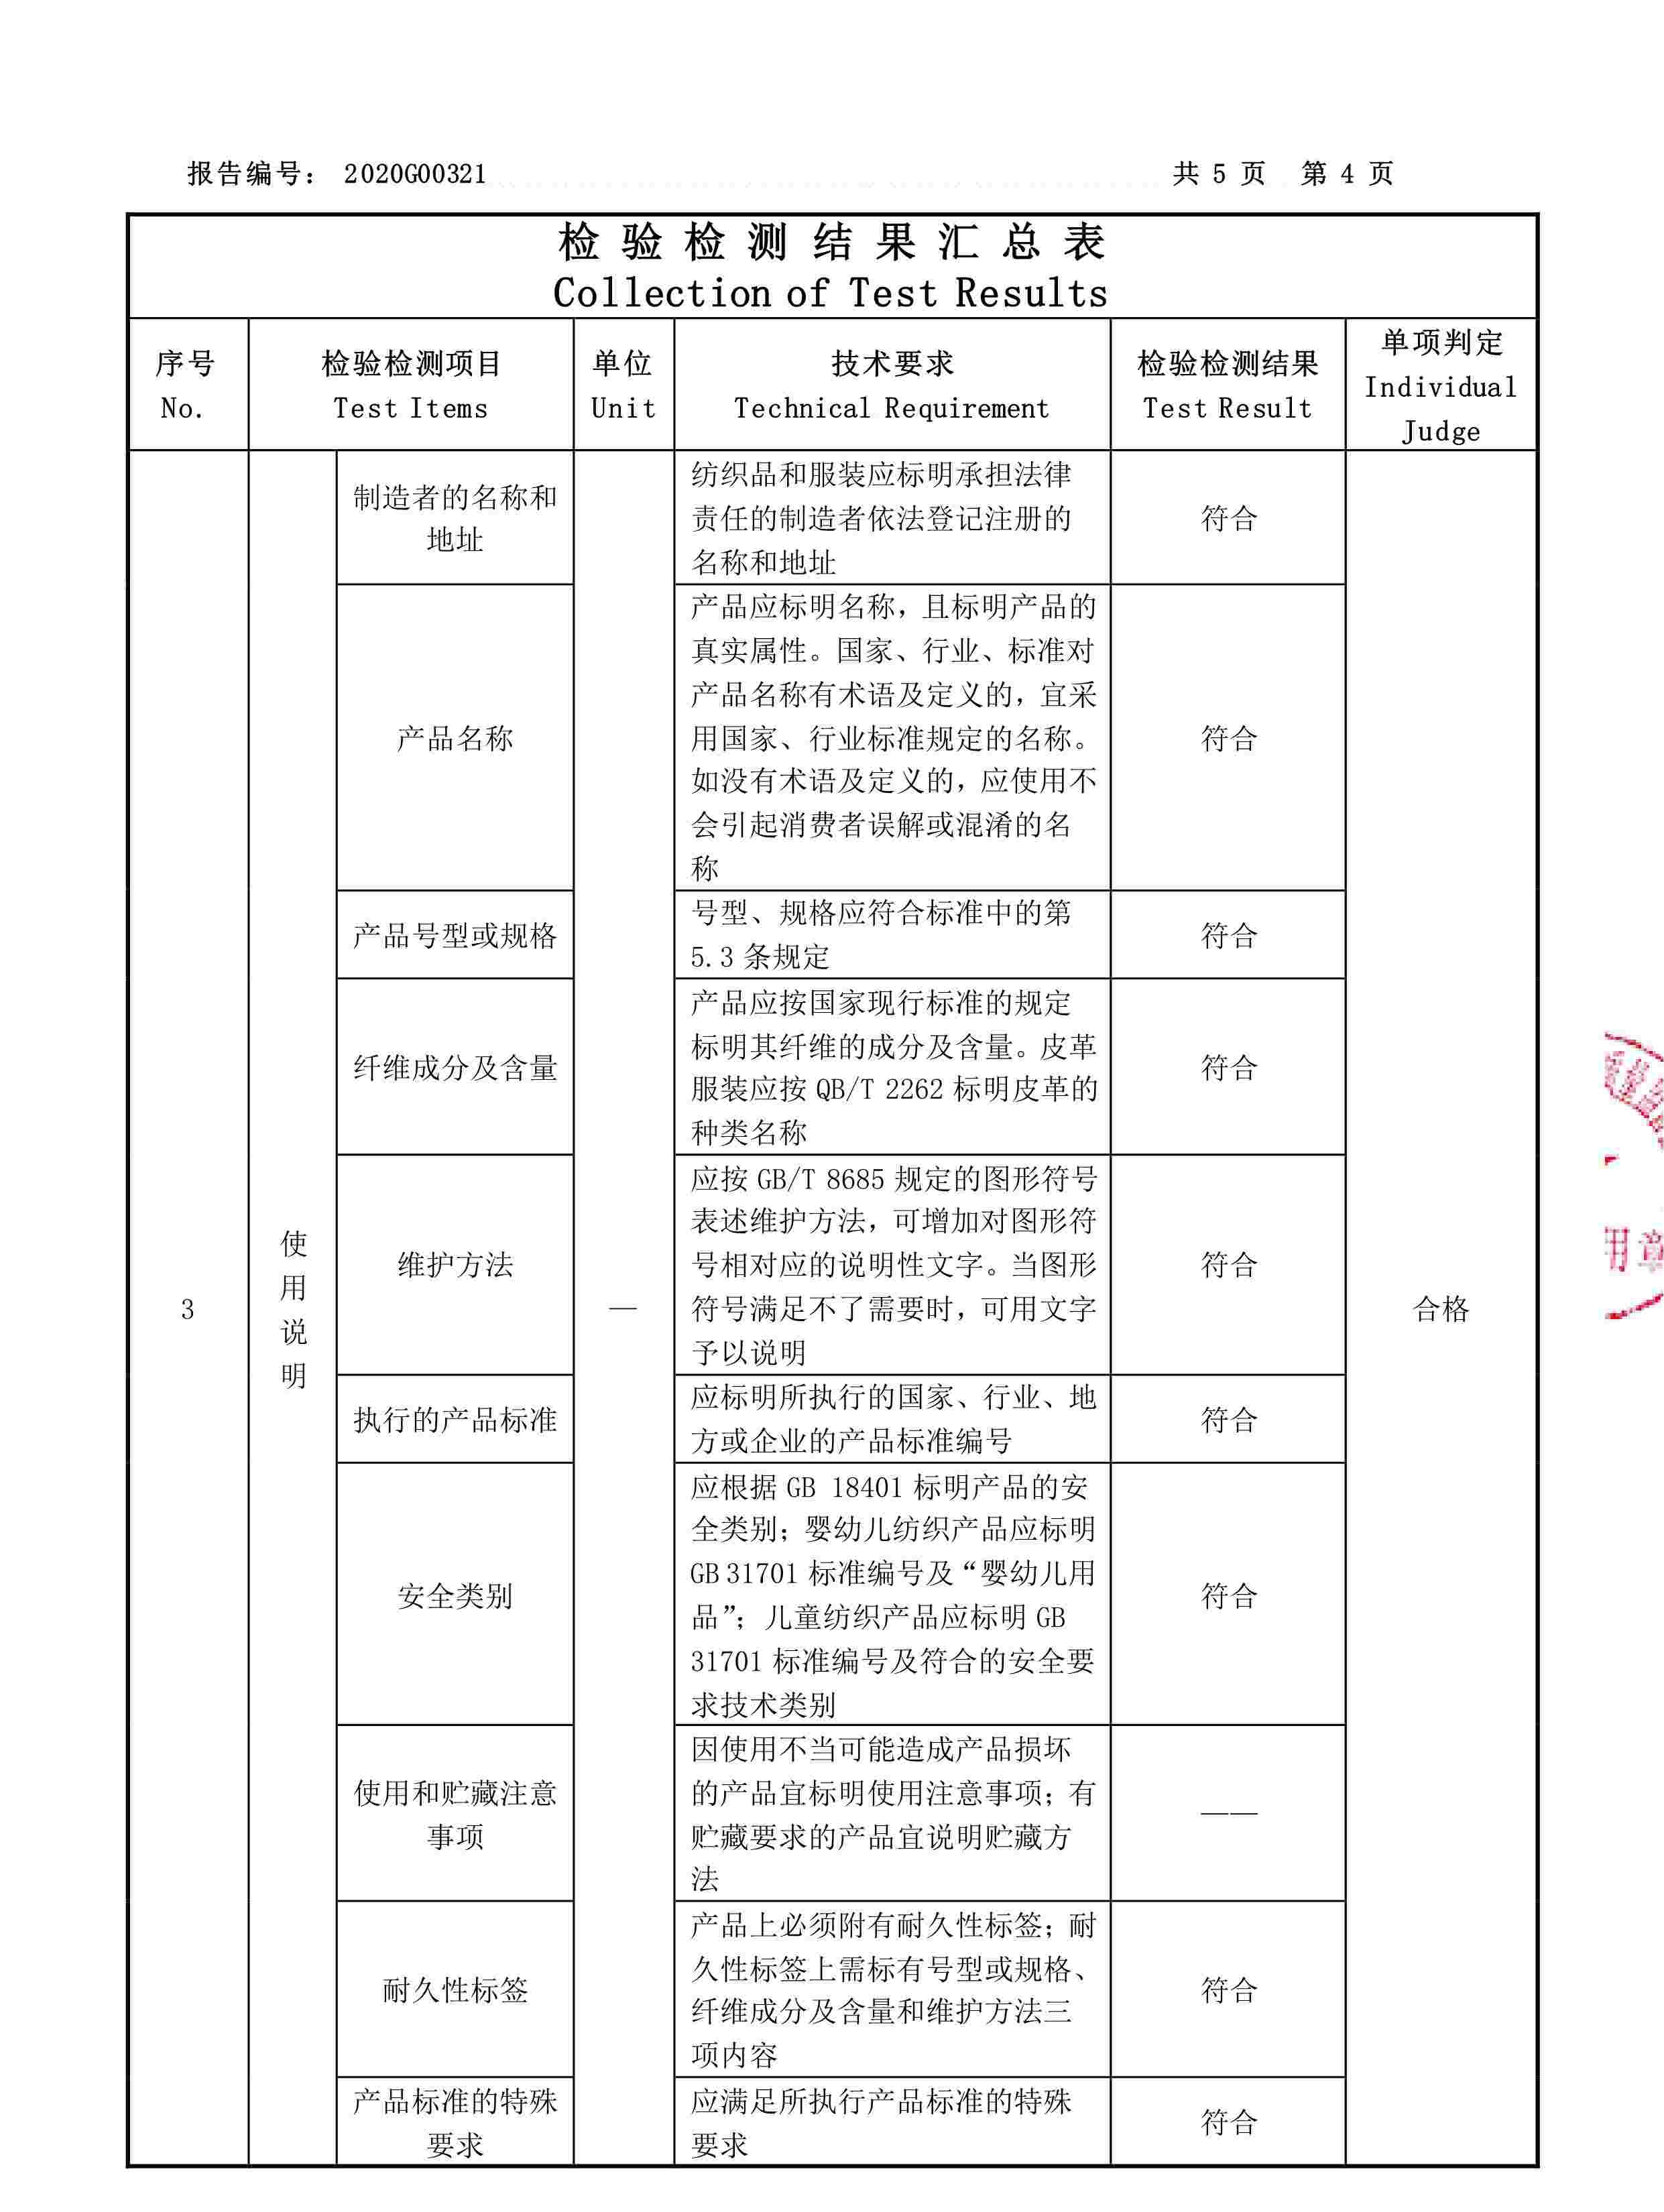 报告编号： 2020G00321
共 5 页 第 4 页
检验检测结果汇总表
Collection of Test Results
序号
No.
检验检测项目
Test Items
单位
Unit
技术要求
Technical Requirement
检验检测结果
Test Result
单项判定
Individual
Judge
3
使
用
说
明
制造者的名称和
地址
—
纺织品和服装应标明承担法律
责任的制造者依法登记注册的
名称和地址
符合
合格
产品名称
产品应标明名称，且标明产品的
真实属性。国家、行业、标准对
产品名称有术语及定义的，宜采
用国家、行业标准规定的名称。
如没有术语及定义的，应使用不
会引起消费者误解或混淆的名
称
符合
产品号型或规格
号型、规格应符合标准中的第
5.3 条规定
符合
纤维成分及含量
产品应按国家现行标准的规定
标明其纤维的成分及含量。皮革
服装应按 QB/T 2262 标明皮革的
种类名称
符合
维护方法
应按 GB/T 8685 规定的图形符号
表述维护方法，可增加对图形符
号相对应的说明性文字。当图形
符号满足不了需要时，可用文字
予以说明
符合
执行的产品标准
应标明所执行的国家、行业、地
方或企业的产品标准编号
符合
安全类别
应根据 GB 18401 标明产品的安
全类别；婴幼儿纺织产品应标明
GB 31701 标准编号及“婴幼儿用
品”；儿童纺织产品应标明 GB
31701 标准编号及符合的安全要
求技术类别
符合
使用和贮藏注意
事项
因使用不当可能造成产品损坏
的产品宜标明使用注意事项；有
贮藏要求的产品宜说明贮藏方
法
——
耐久性标签
产品上必须附有耐久性标签；耐
久性标签上需标有号型或规格、
纤维成分及含量和维护方法三
项内容
符合
产品标准的特殊
要求
应满足所执行产品标准的特殊
要求
符合
用章